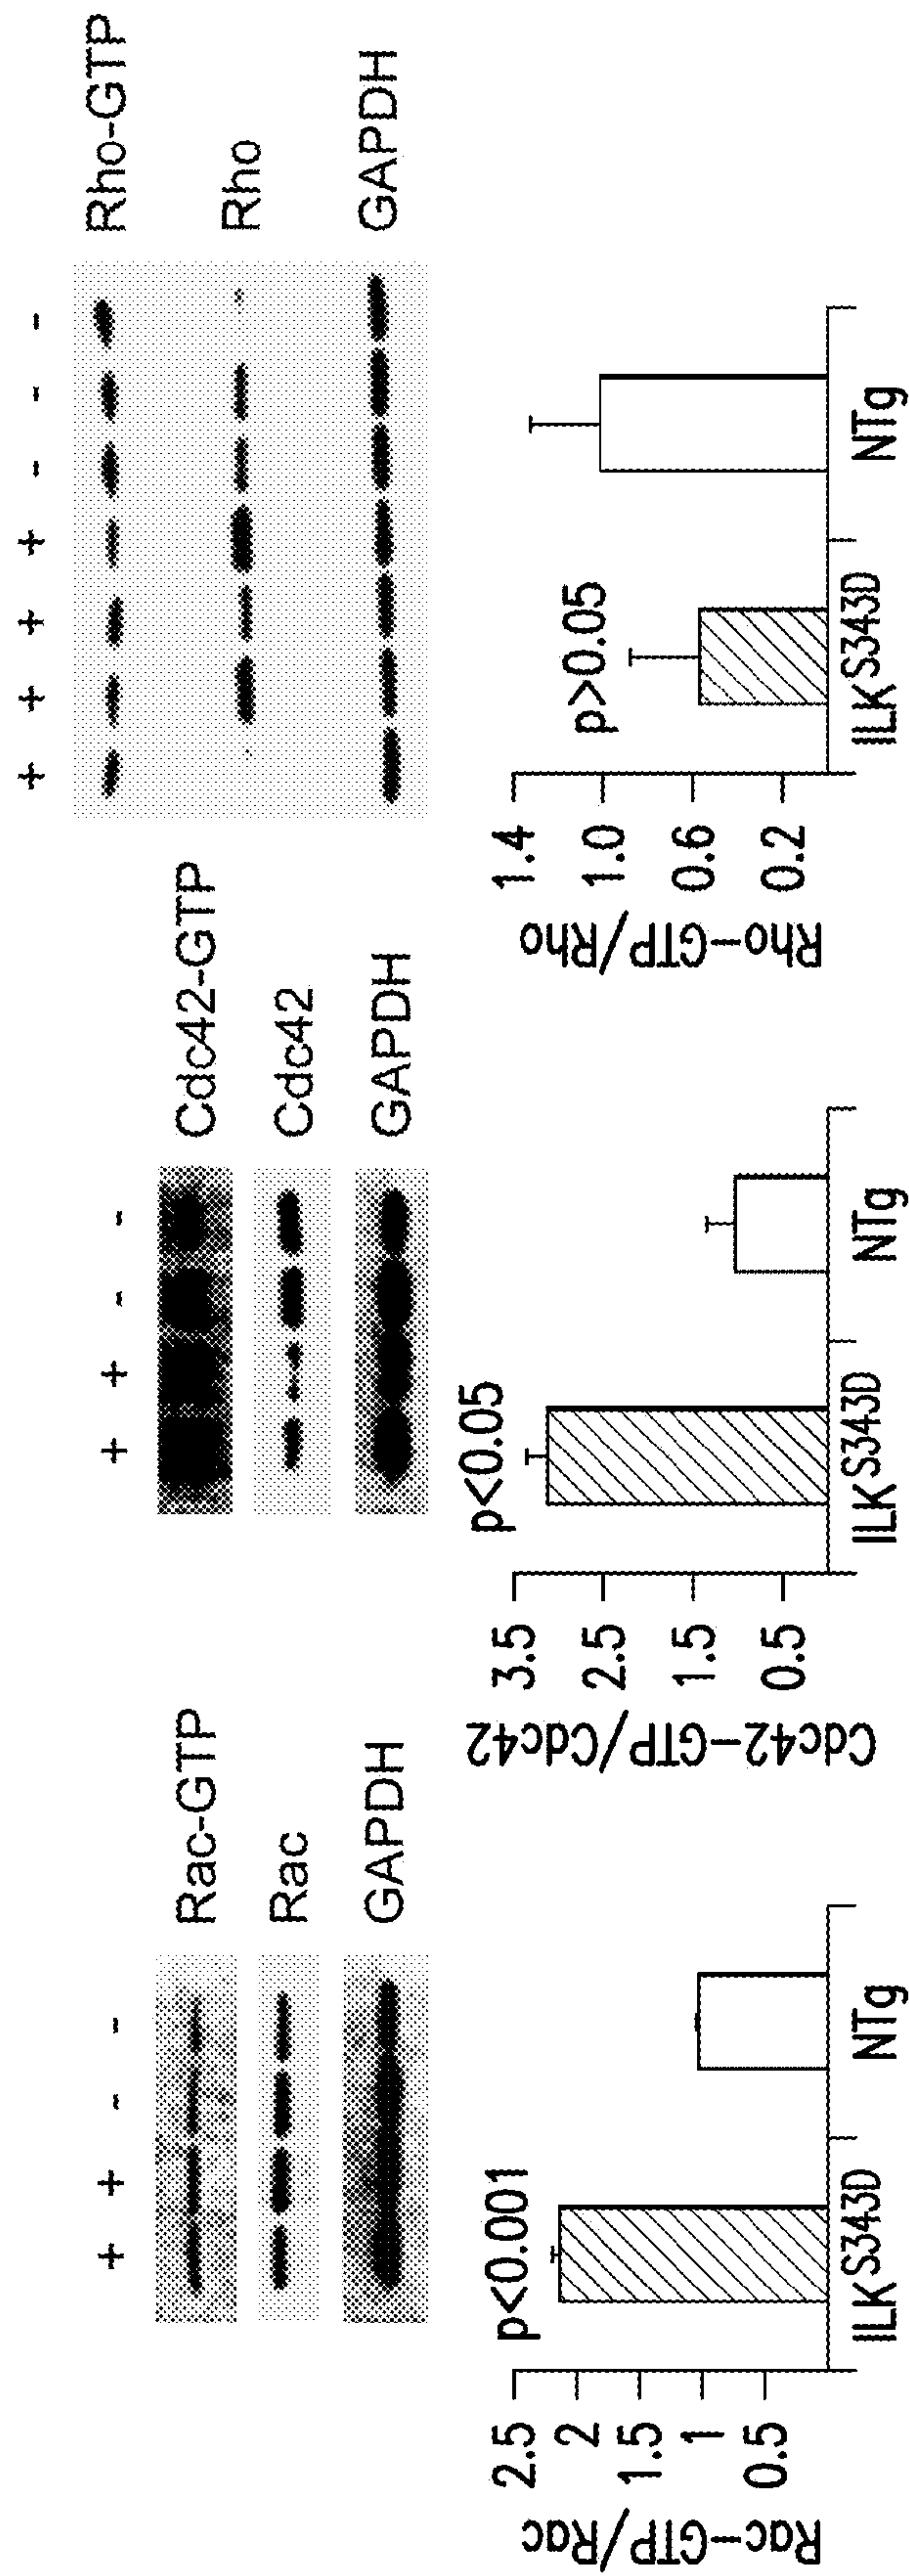 + + - -
Rac-GTP
Rac
GAPDH
p<0.001
2.5
2
1.5
1
0.5
Rac-GTP/Rac
ILK^S343D NTg
+ + - -
Cdc42-GTP
Cdc42
GAPDH
p<0.05
3.5
2.5
1.5
0.5
Cdc42-GTP/Cdc42
ILK^S343D NTg
+ + + + - - -
Rho-GTP
Rho
GAPDH
p>0.05
1.4
1.0
0.6
0.2
Rho-GTP/Rho
ILK^S343D NTg